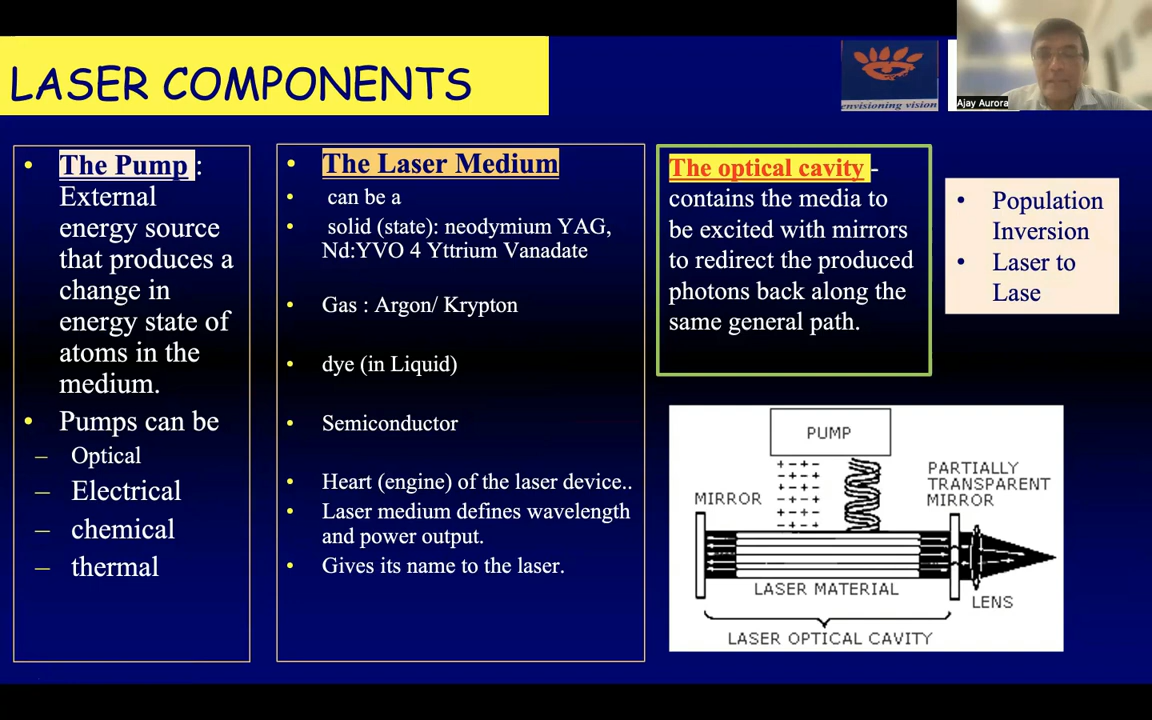 LASER COMPONENTS
envisioning vision
Ajay Aurora
• The Pump :
External
energy source
that produces a
change in
energy state of
atoms in the
medium.
• Pumps can be
– Optical
– Electrical
– chemical
– thermal
• The Laser Medium
• can be a
• solid (state): neodymium YAG,
Nd:YVO 4 Yttrium Vanadate
• Gas : Argon/ Krypton
• dye (in Liquid)
• Semiconductor
• Heart (engine) of the laser device..
• Laser medium defines wavelength
and power output.
• Gives its name to the laser.
The optical cavity -
contains the media to
be excited with mirrors
to redirect the produced
photons back along the
same general path.
• Population
Inversion
• Laser to
Lase
PUMP
MIRROR
PARTIALLY
TRANSPARENT
MIRROR
LASER MATERIAL
LENS
LASER OPTICAL CAVITY